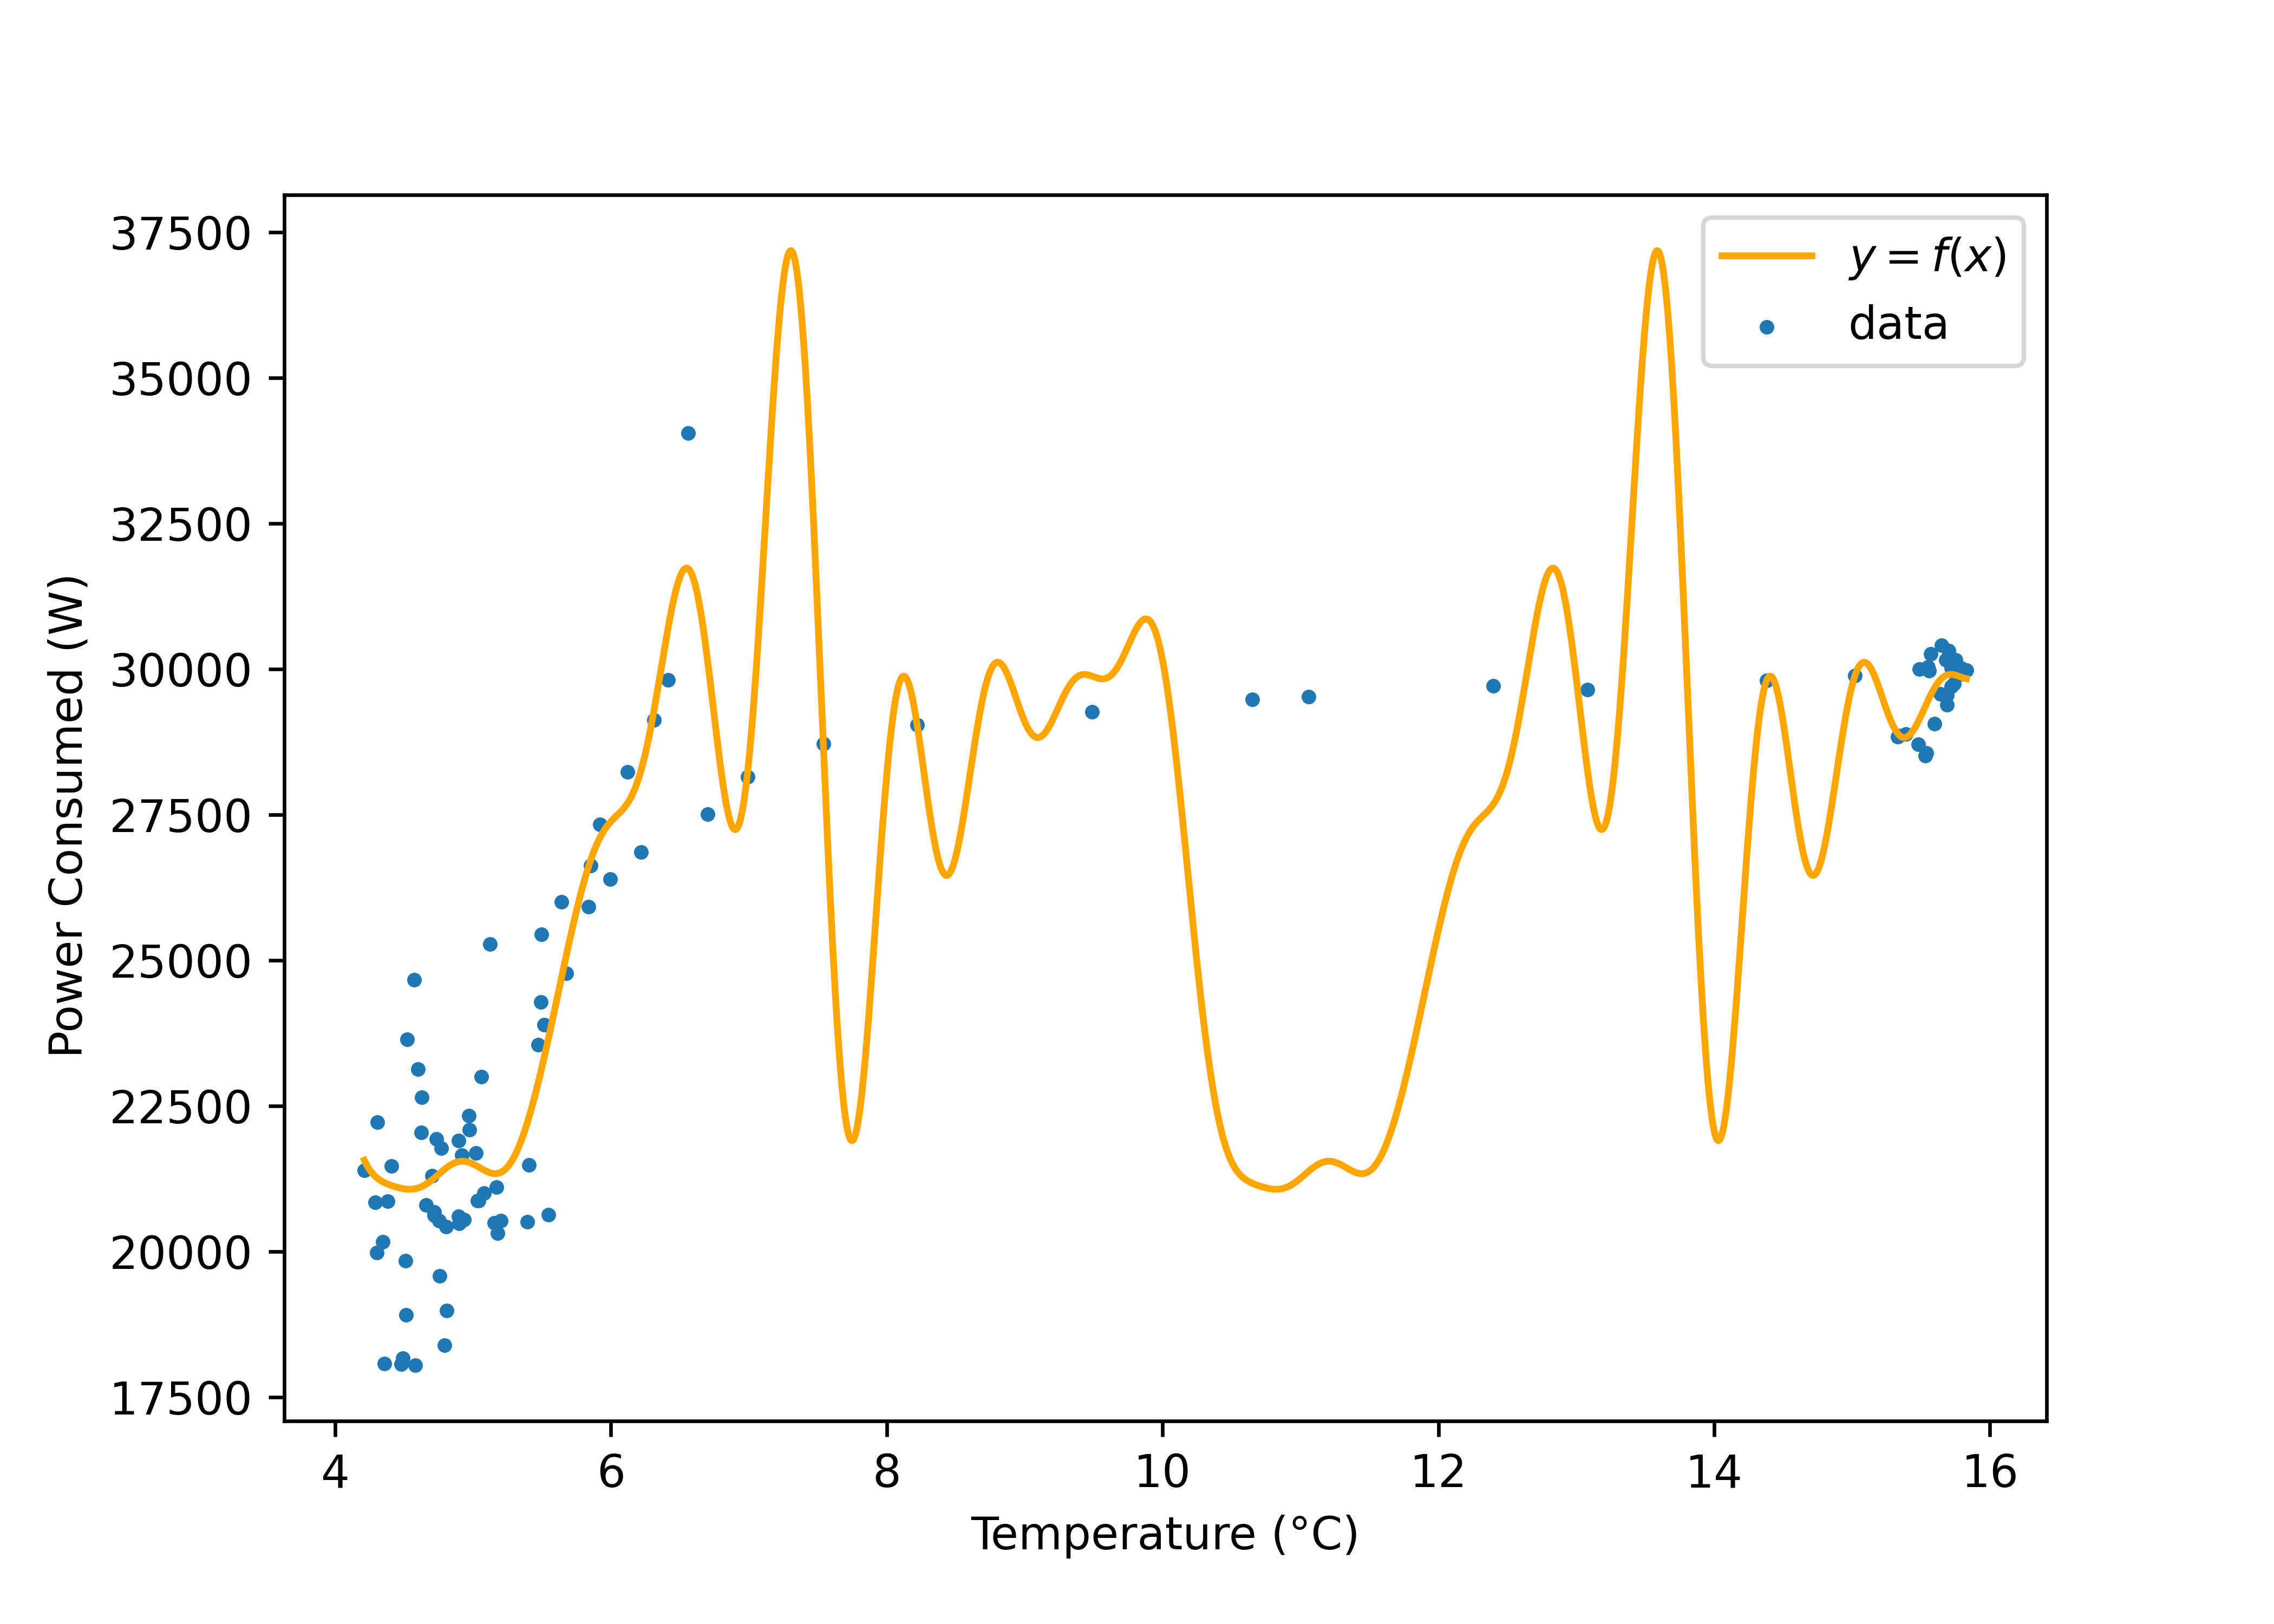 37500
35000
32500
30000
27500
25000
22500
20000
17500
Power Consumed (W)
y = f(x)
data
4 6 8 10 12 14 16
Temperature (°C)